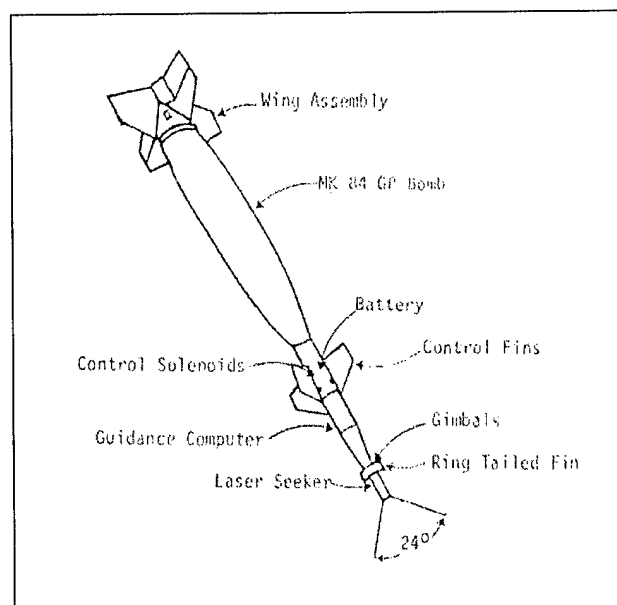 Wing Assembly
MK 84 GP Bomb
Battery
Control Solenoids
Control Fins
Guidance Computer
Gimbals
Ring Tailed Fin
Laser Seeker
24°